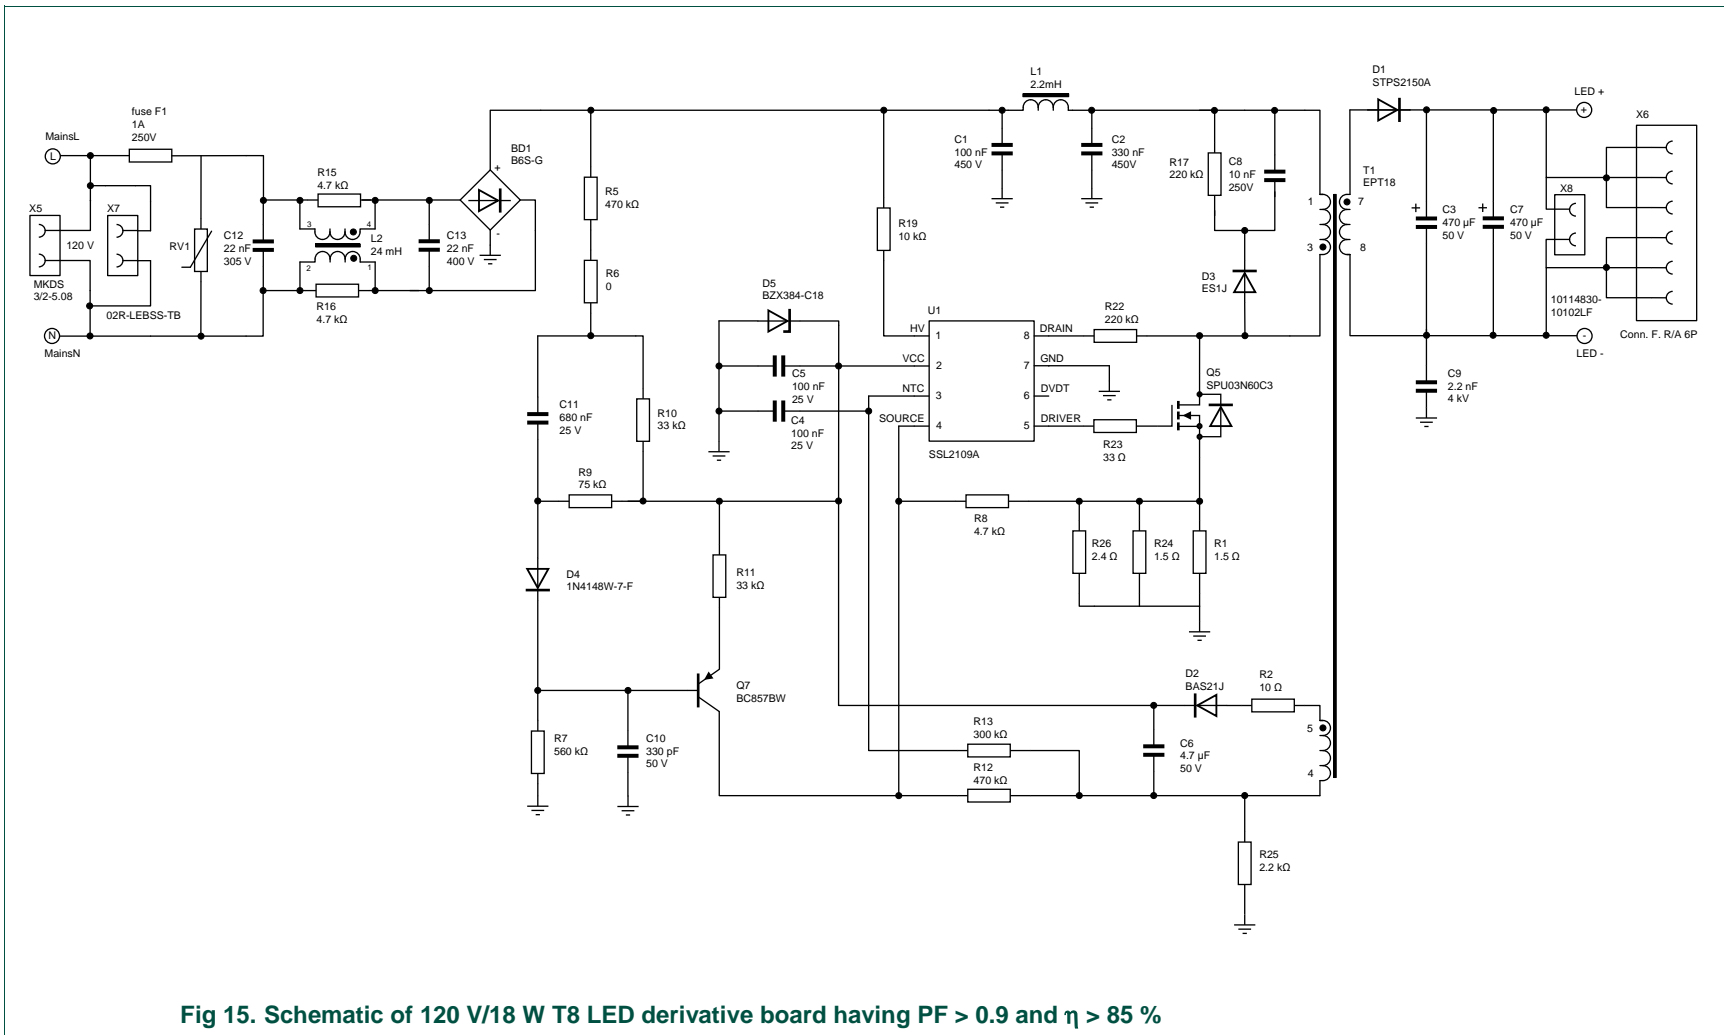 fuse F1
1A
250V
MainsL
L
X5
X7
120 V
MKDS
3/2-5.08
02R-LEBSS-TB
N
MainsN
RV1
C12
22 nF
305 V
R15
4.7 kΩ
3
4
L2
24 mH
2
1
R16
4.7 kΩ
C13
22 nF
400 V
BD1
B6S-G
+
-
R5
470 kΩ
R6
0
C11
680 nF
25 V
R10
33 kΩ
R9
75 kΩ
D4
1N4148W-7-F
R7
560 kΩ
C10
330 pF
50 V
R11
33 kΩ
Q7
BC857BW
D5
BZX384-C18
C5
100 nF
25 V
C4
100 nF
25 V
R19
10 kΩ
U1
HV
1
VCC
2
NTC
3
SOURCE
4
8
DRAIN
7
GND
6
DVDT
5
DRIVER
SSL2109A
L1
2.2mH
C1
100 nF
450 V
C2
330 nF
450V
R17
220 kΩ
C8
10 nF
250V
D3
ES1J
R22
220 kΩ
Q5
SPU03N60C3
R23
33 Ω
R8
4.7 kΩ
R26
2.4 Ω
R24
1.5 Ω
R1
1.5 Ω
D2
BAS21J
R2
10 Ω
R13
300 kΩ
R12
470 kΩ
C6
4.7 µF
50 V
5
4
R25
2.2 kΩ
1
3
T1
EPT18
7
8
D1
STPS2150A
+
C3
470 µF
50 V
+
C7
470 µF
50 V
C9
2.2 nF
4 kV
LED +
+
X8
X6
10114830-
10102LF
-
LED -
Conn. F. R/A 6P
Fig 15. Schematic of 120 V/18 W T8 LED derivative board having PF > 0.9 and η > 85 %